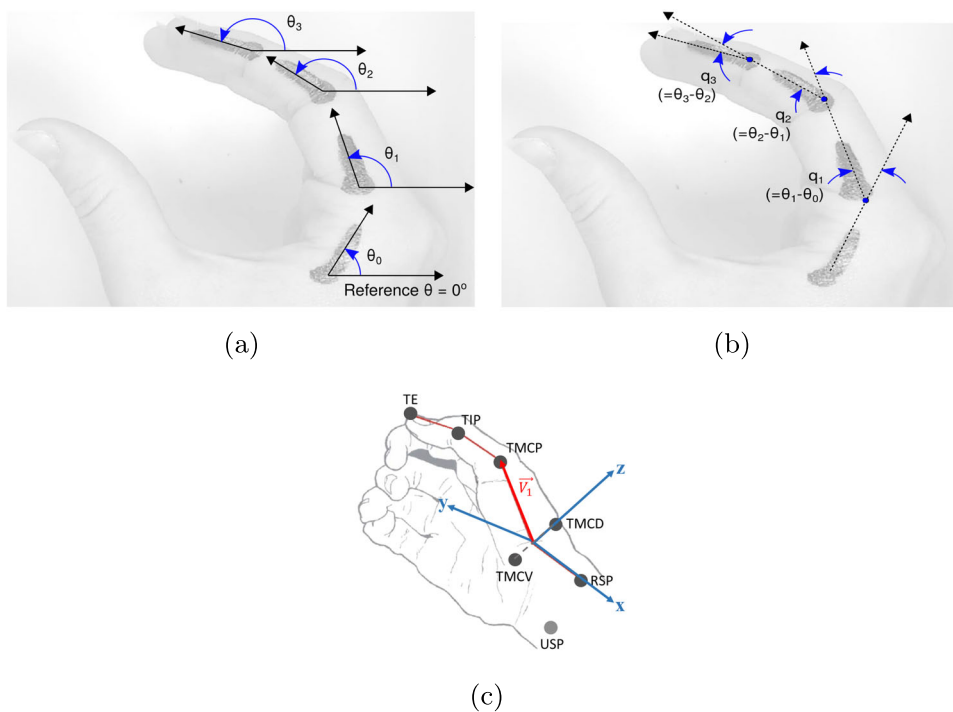 θ₃
θ₂
θ₁
θ₀
Reference θ = 0º
(a)
q₃
(=θ₃-θ₂)
q₂
(=θ₂-θ₁)
q₁
(=θ₁-θ₀)
(b)
TE
TIP
TMCP
V₁
z
y
TMCD
TMCV
RSP
x
USP
(c)